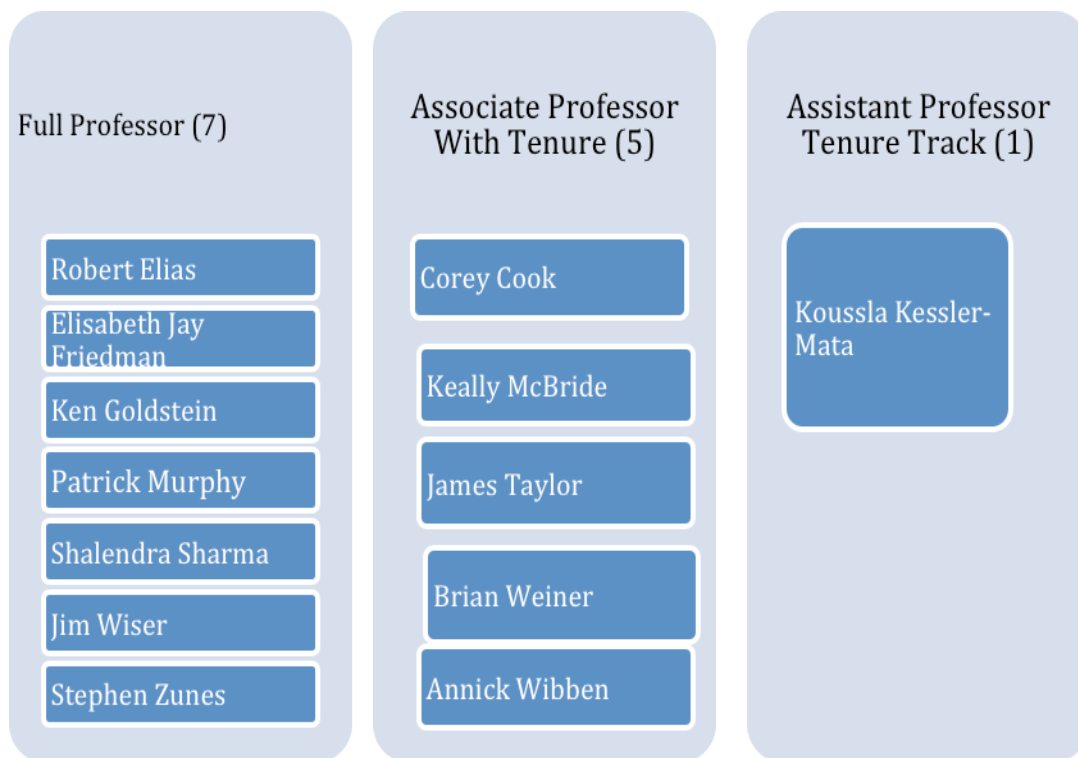 Full Professor (7)
Robert Elias
Elisabeth Jay
Friedman
Ken Goldstein
Patrick Murphy
Shalendra Sharma
Jim Wiser
Stephen Zunes
Associate Professor
With Tenure (5)
Corey Cook
Keally McBride
James Taylor
Brian Weiner
Annick Wibben
Assistant Professor
Tenure Track (1)
Koussla Kessler-
Mata